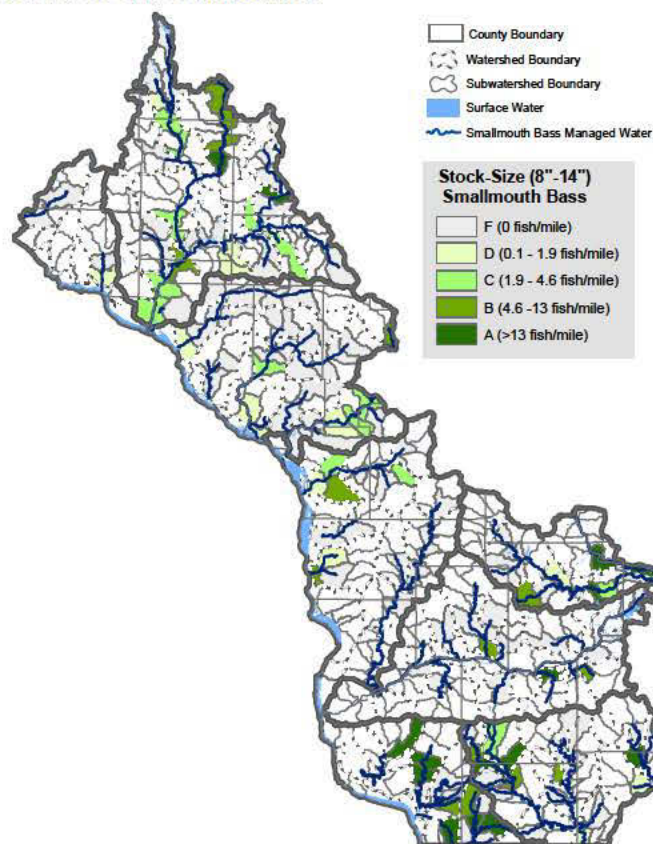 County Boundary
Watershed Boundary
Subwatershed Boundary
Surface Water
Smallmouth Bass Managed Water
Stock-Size (8"-14")
Smallmouth Bass
F (0 fish/mile)
D (0.1 - 1.9 fish/mile)
C (1.9 - 4.6 fish/mile)
B (4.6 -13 fish/mile)
A (>13 fish/mile)